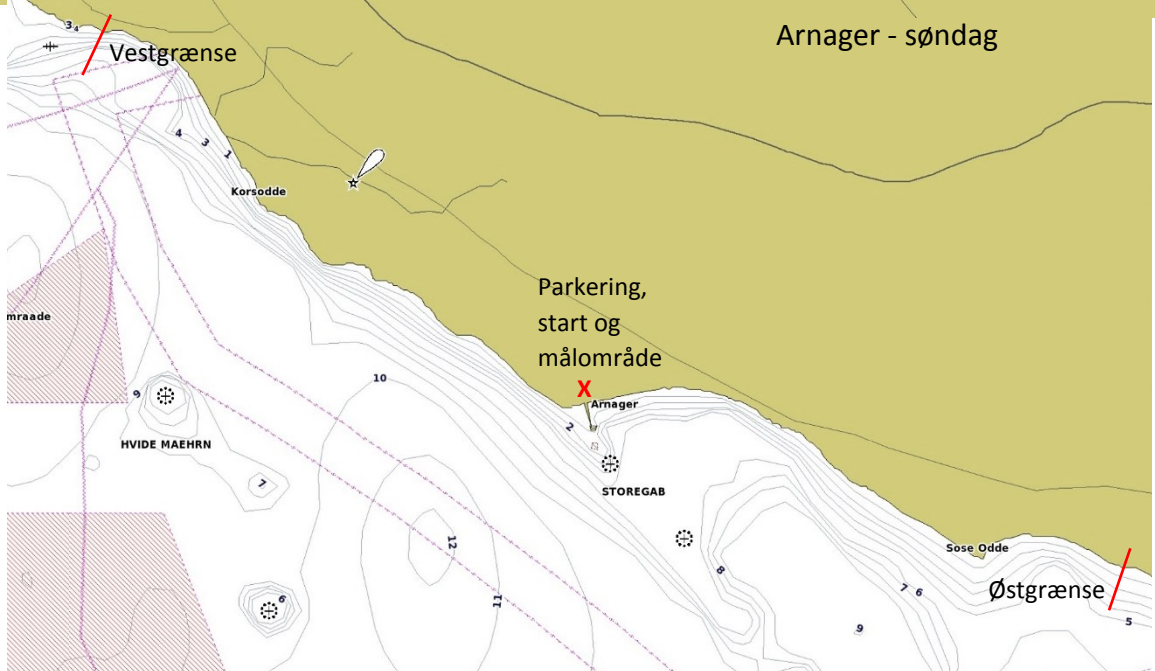 Arnager - søndag
3₄
Vestgrænse
4
3
1
Korsodde
mraade
Parkering,
start og
målområde
X
10
9
Arnager
2
HVIDE MAEHRN
7
STOREGAB
12
11
8
Sose Odde
7
6
Østgrænse
6
9
5